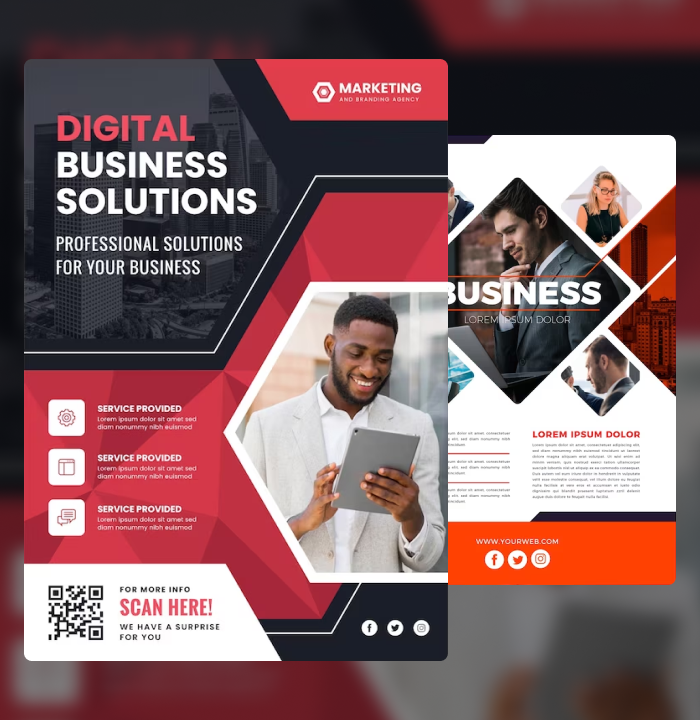 MARKETING
AND BRANDING AGENCY
DIGITAL
BUSINESS
SOLUTIONS
PROFESSIONAL SOLUTIONS
FOR YOUR BUSINESS
SERVICE PROVIDED
Lorem ipsum dolor sit amet sed
diam nonummy nibh euismod
SERVICE PROVIDED
Lorem ipsum dolor sit amet sed
diam nonummy nibh euismod
SERVICE PROVIDED
Lorem ipsum dolor sit amet sed
diam nonummy nibh euismod
FOR MORE INFO
SCAN HERE!
WE HAVE A SURPRISE
FOR YOU
BUSINESS
LOREM IPSUM DOLOR
LOREM IPSUM DOLOR
WWW.YOURWEB.COM